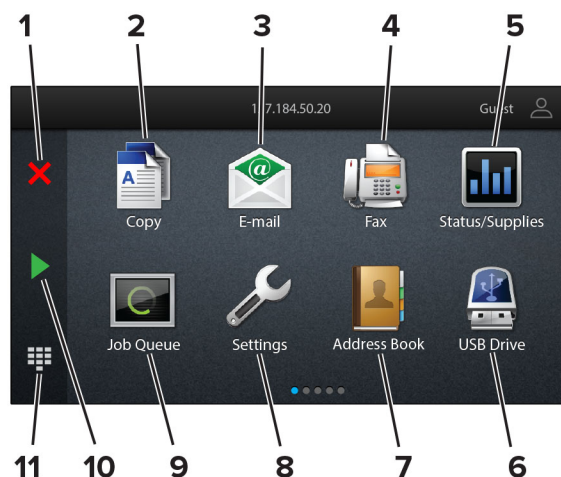 1 2 3 4 5
Guest
Copy E-mail Fax Status/Supplies
@
A
Job Queue Settings Address Book USB Drive
11 10 9 8 7 6